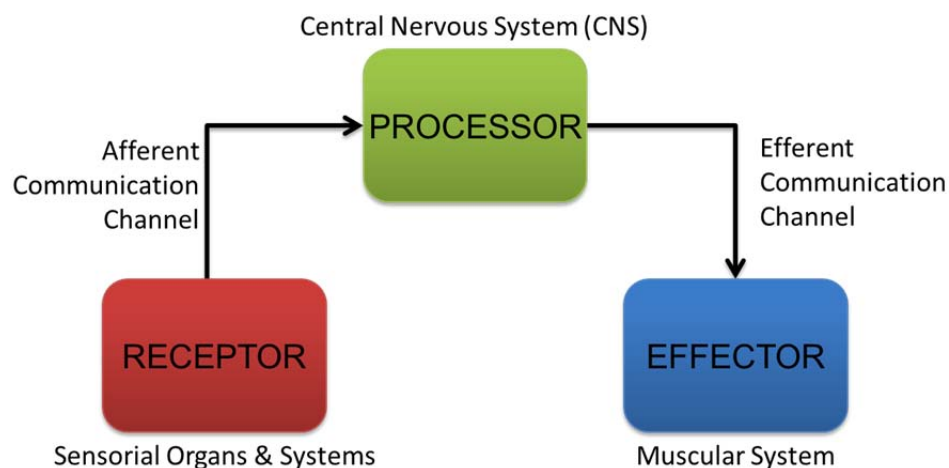 Central Nervous System (CNS)
PROCESSOR
Afferent
Communication
Channel
Efferent
Communication
Channel
RECEPTOR
EFFECTOR
Sensorial Organs & Systems
Muscular System